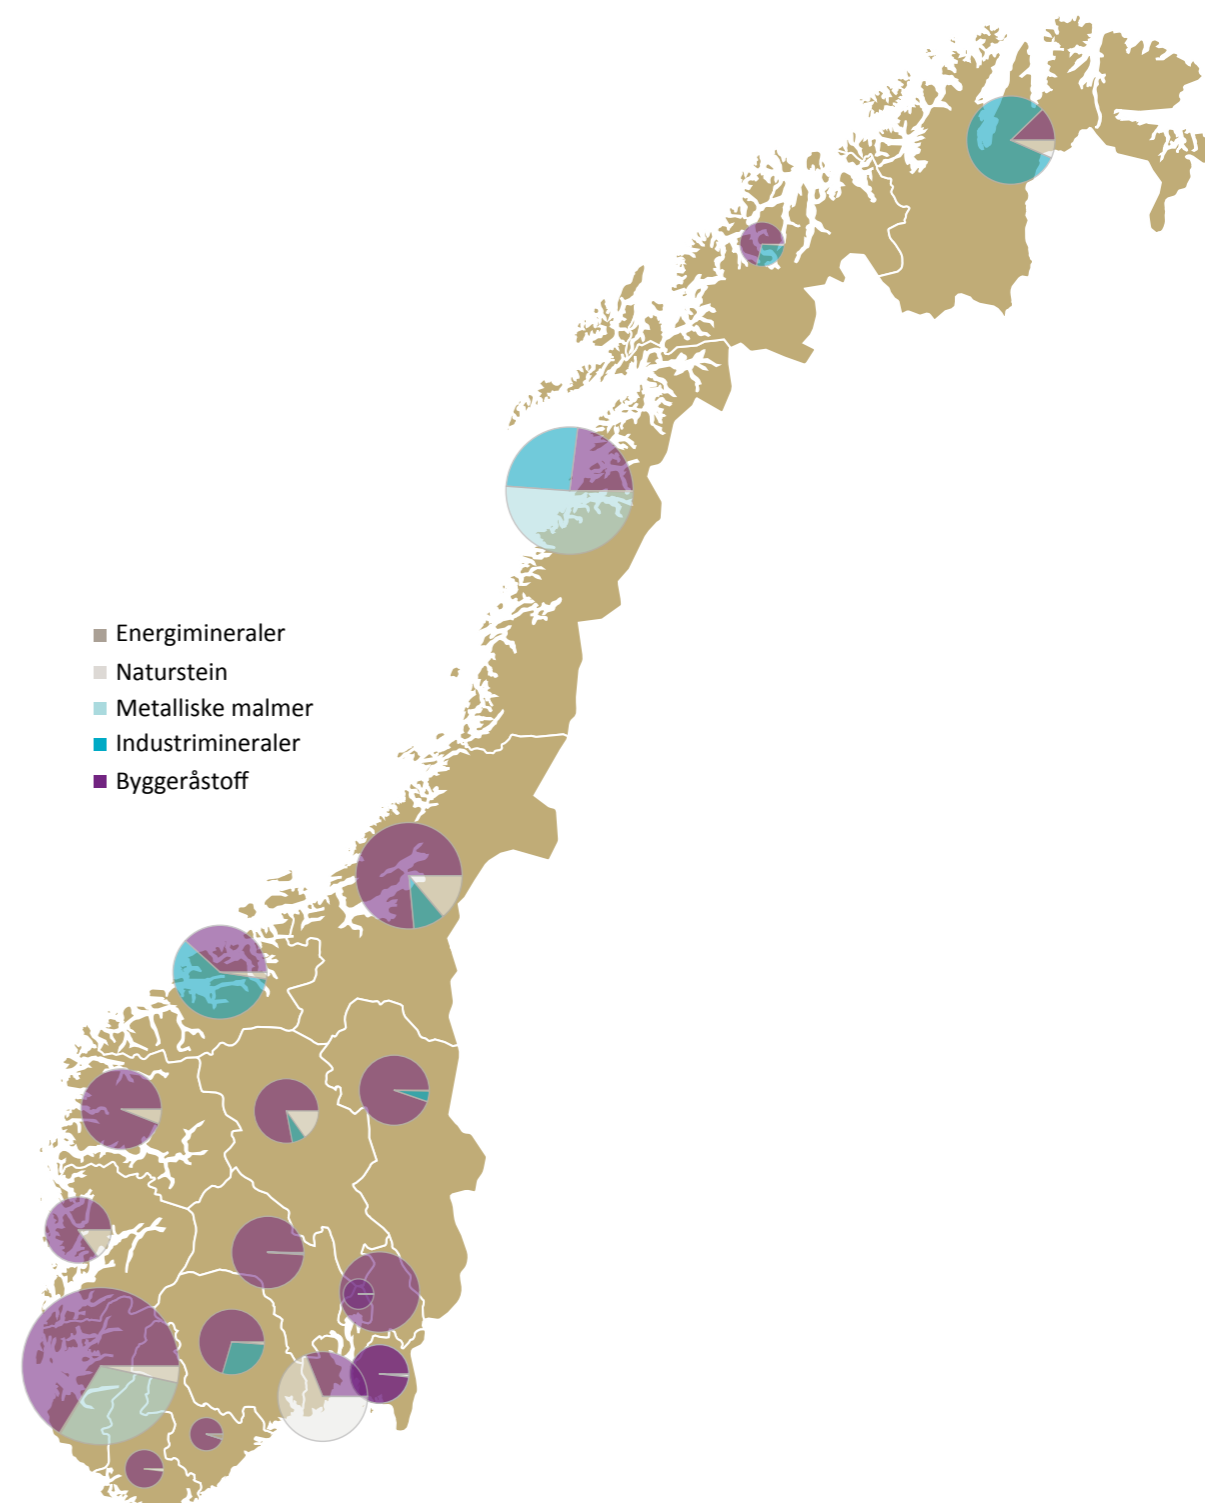 Energimineraler
Naturstein
Metalliske malmer
Industrimineraler
Byggeråstoff